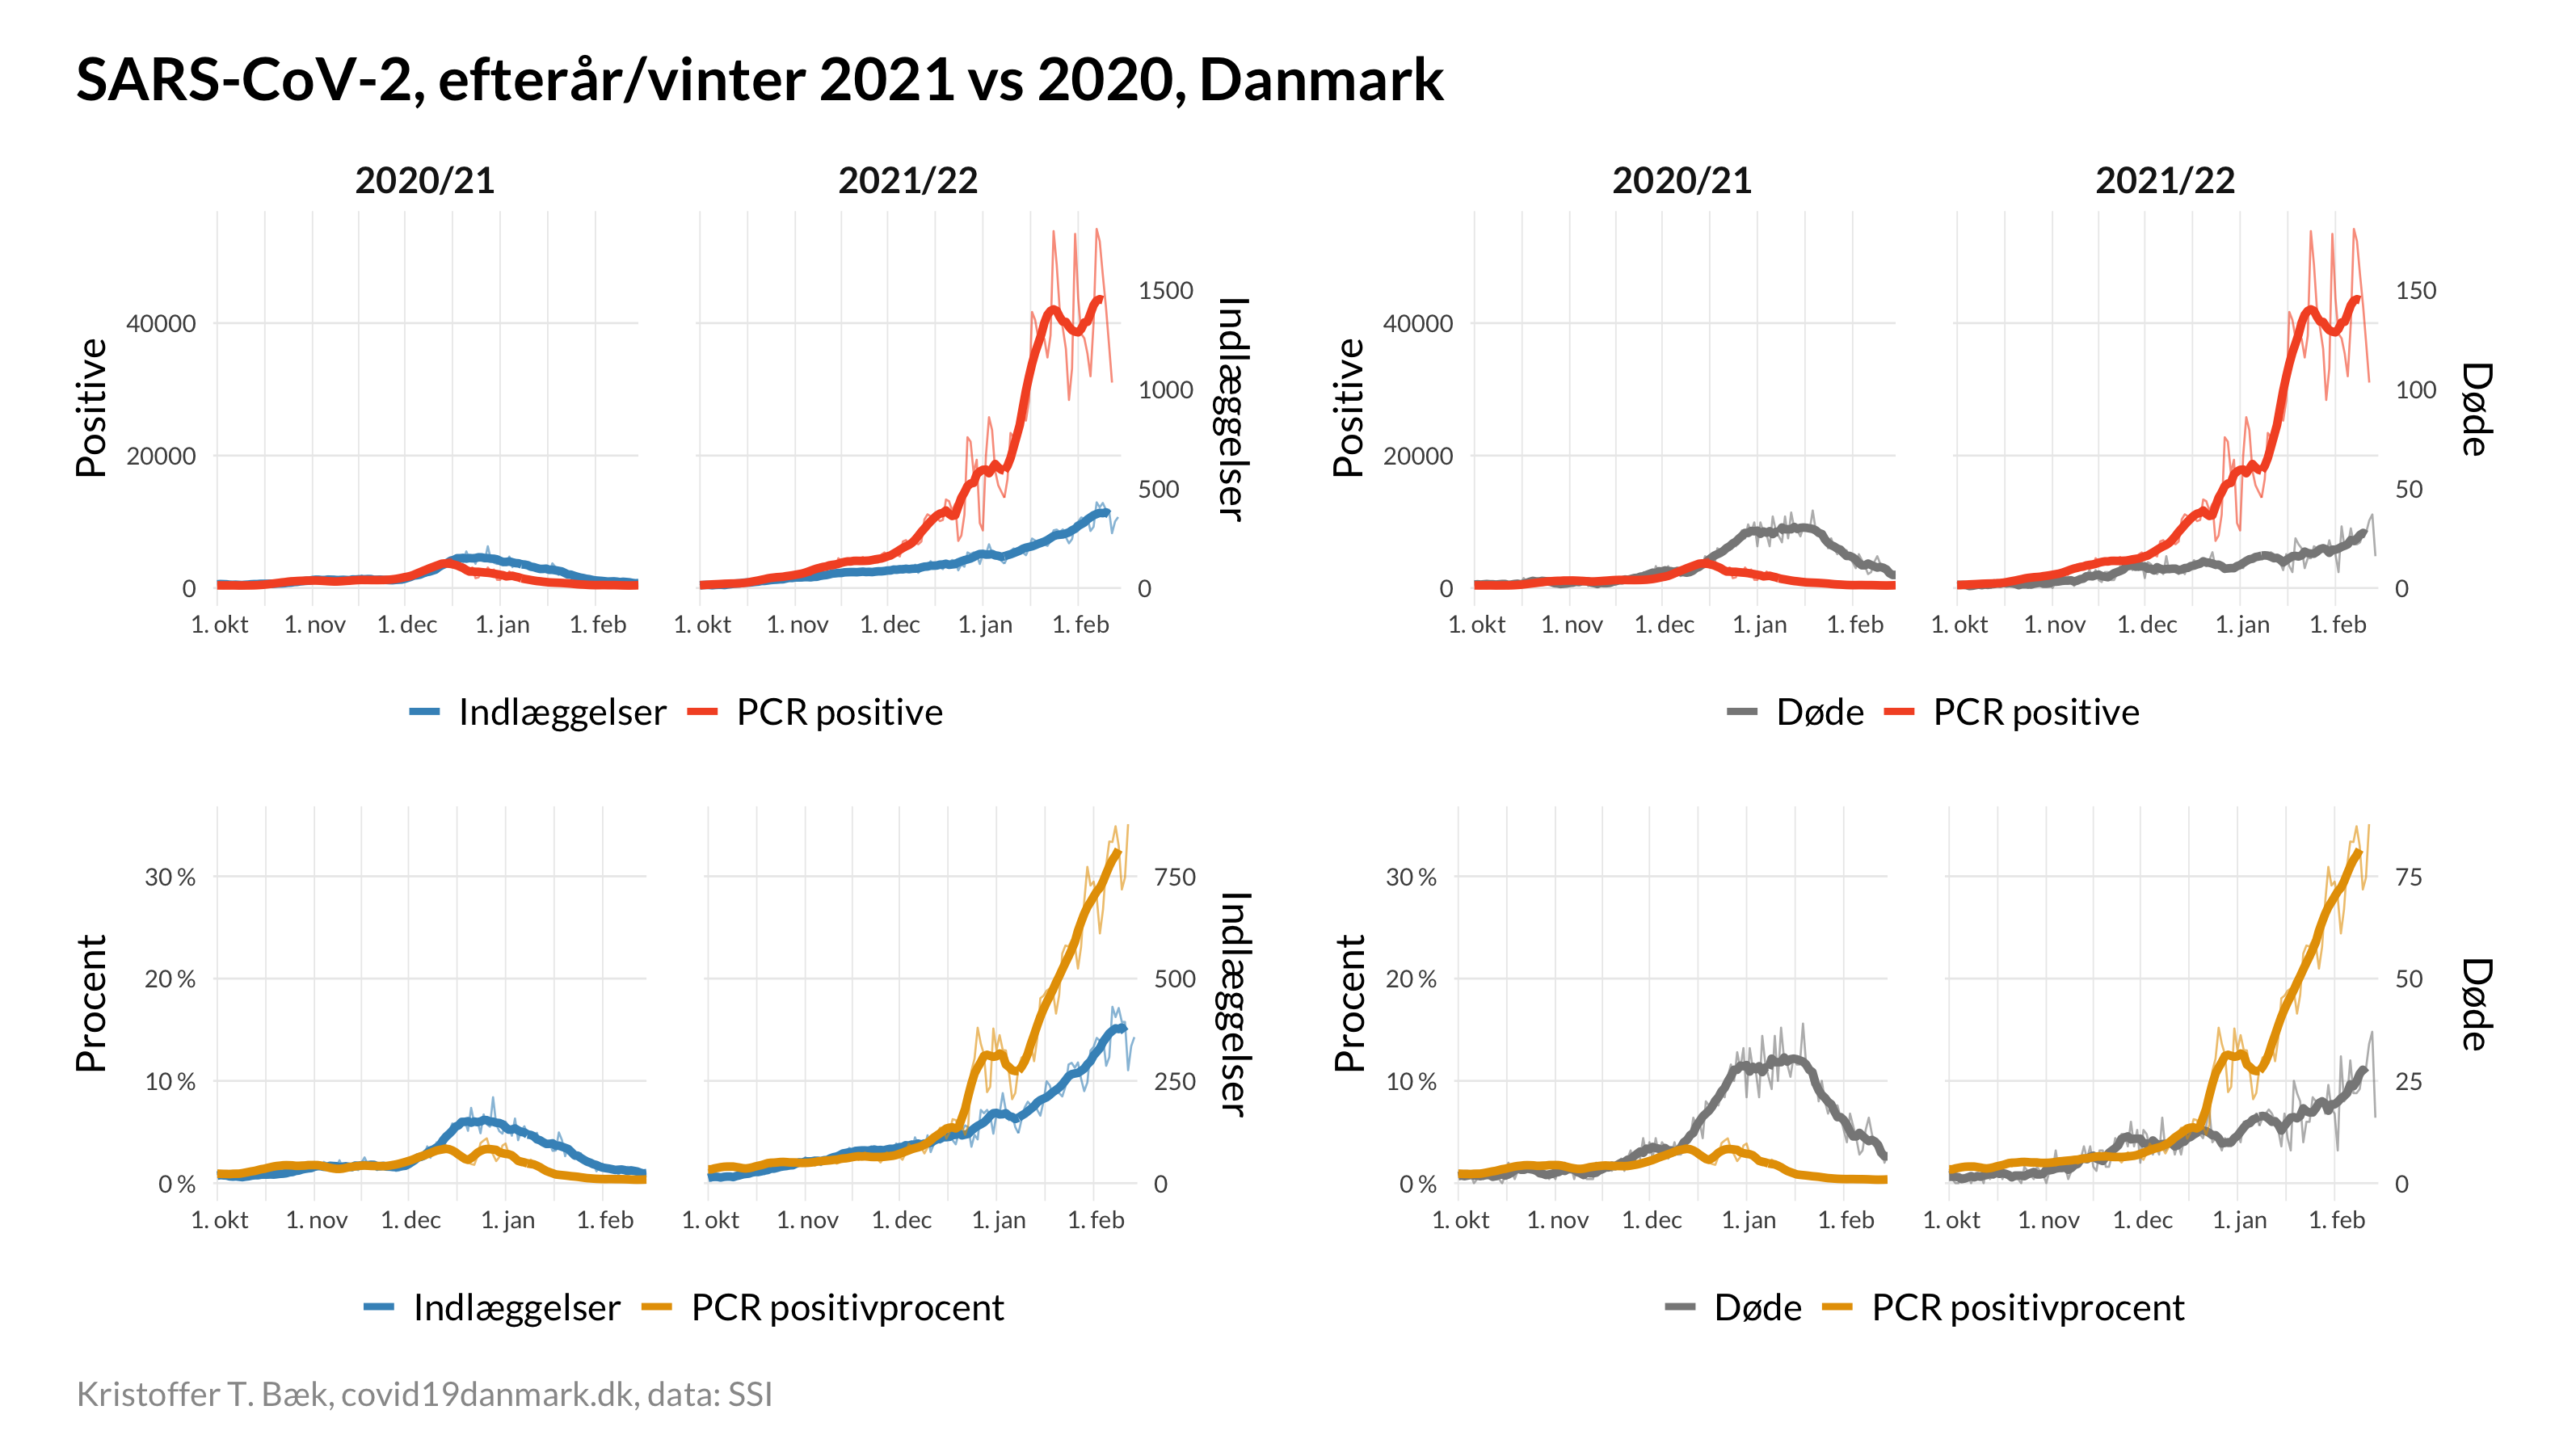 SARS-CoV-2, efterår/vinter 2021 vs 2020, Danmark
2020/21
2021/22
Positive
40000
20000
0
1500
1000
500
0
Indlæggelser
1. okt 1. nov 1. dec 1. jan 1. feb
1. okt 1. nov 1. dec 1. jan 1. feb
Indlæggelser PCR positive
2020/21
2021/22
Positive
40000
20000
0
150
100
50
0
Døde
1. okt 1. nov 1. dec 1. jan 1. feb
1. okt 1. nov 1. dec 1. jan 1. feb
Døde PCR positive
Procent
30 %
20 %
10 %
0 %
750
500
250
0
Indlæggelser
1. okt 1. nov 1. dec 1. jan 1. feb
1. okt 1. nov 1. dec 1. jan 1. feb
Indlæggelser PCR positivprocent
Procent
30 %
20 %
10 %
0 %
75
50
25
0
Døde
1. okt 1. nov 1. dec 1. jan 1. feb
1. okt 1. nov 1. dec 1. jan 1. feb
Døde PCR positivprocent
Kristoffer T. Bæk, covid19danmark.dk, data: SSI